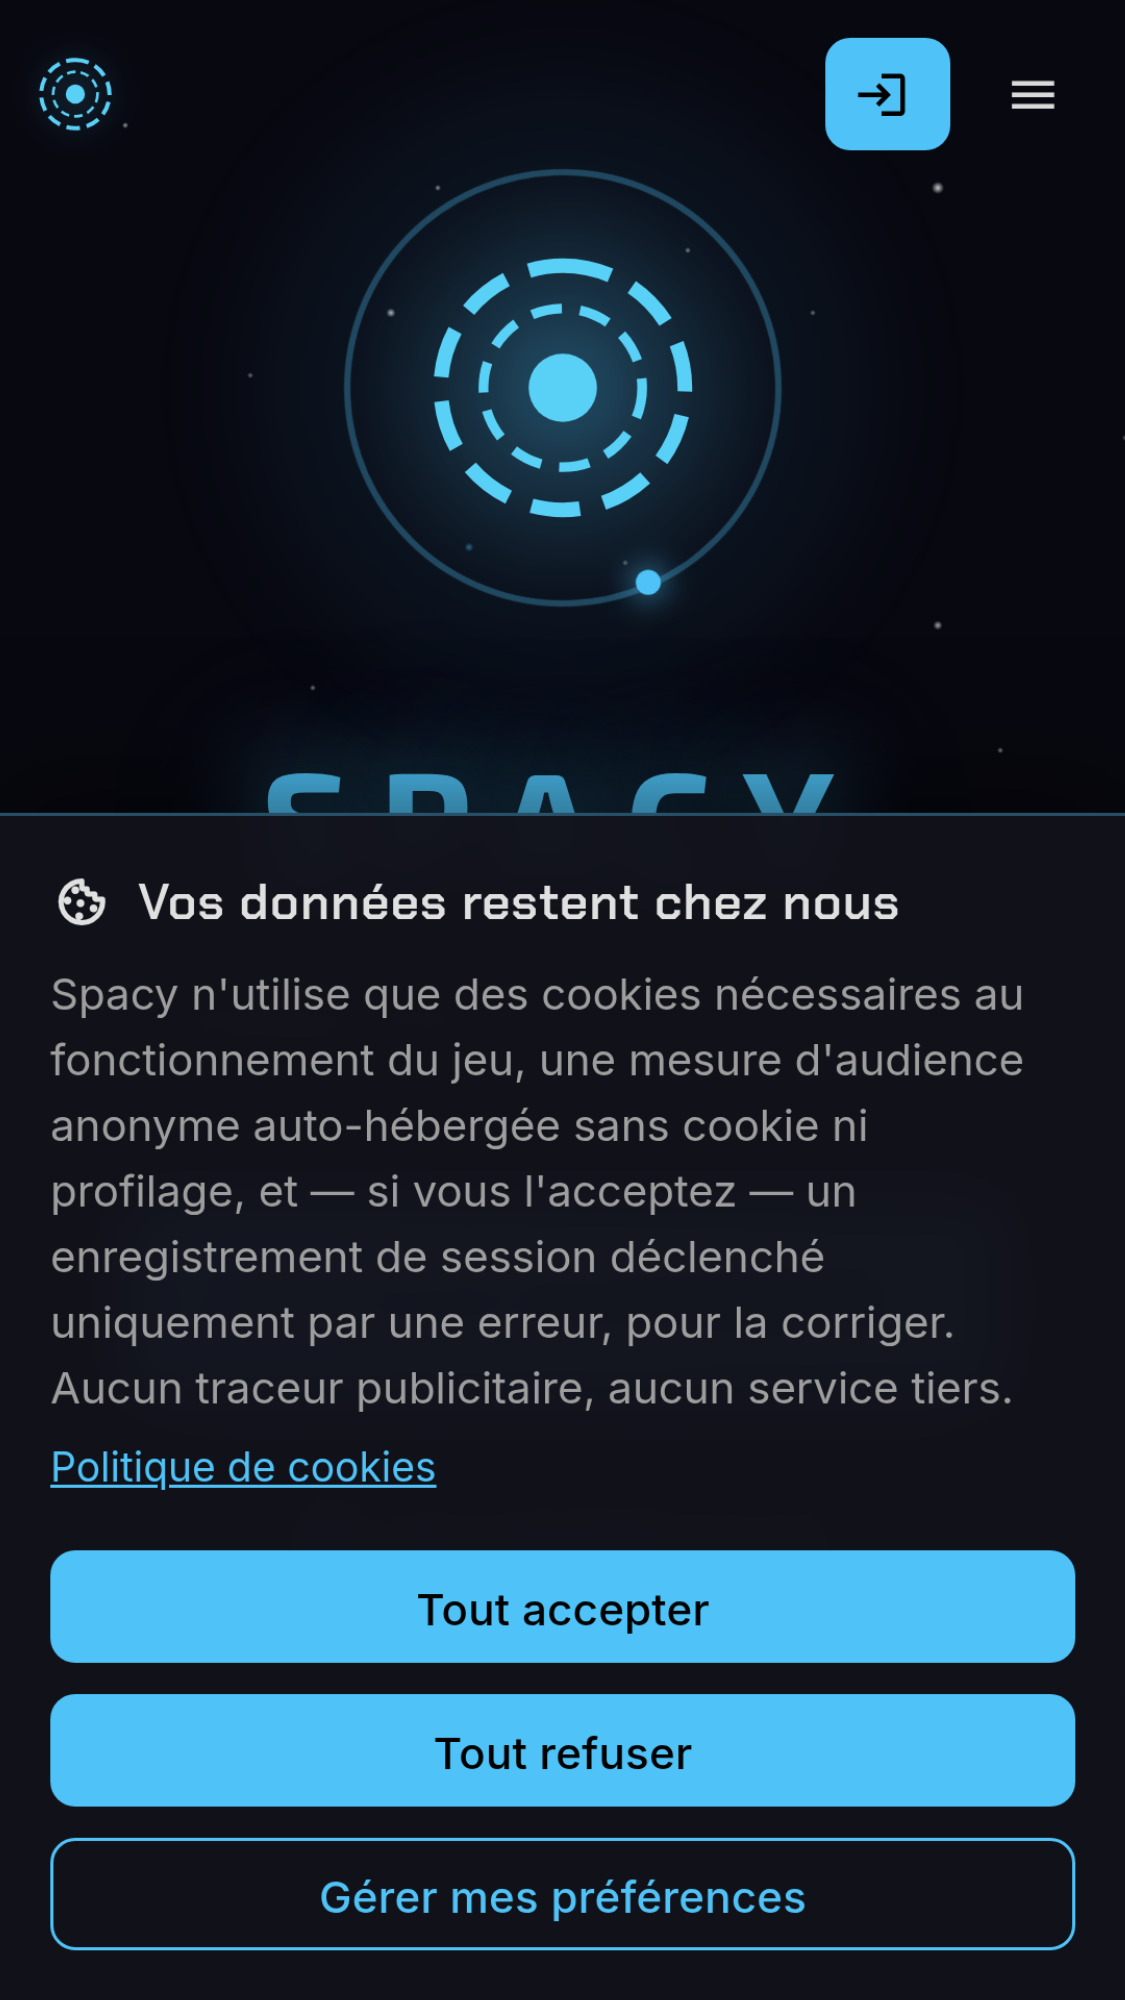 SPACY
Vos données restent chez nous
Spacy n'utilise que des cookies nécessaires au
fonctionnement du jeu, une mesure d'audience
anonyme auto-hébergée sans cookie ni
profilage, et — si vous l'acceptez — un
enregistrement de session déclenché
uniquement par une erreur, pour la corriger.
Aucun traceur publicitaire, aucun service tiers.
Politique de cookies
Tout accepter
Tout refuser
Gérer mes préférences